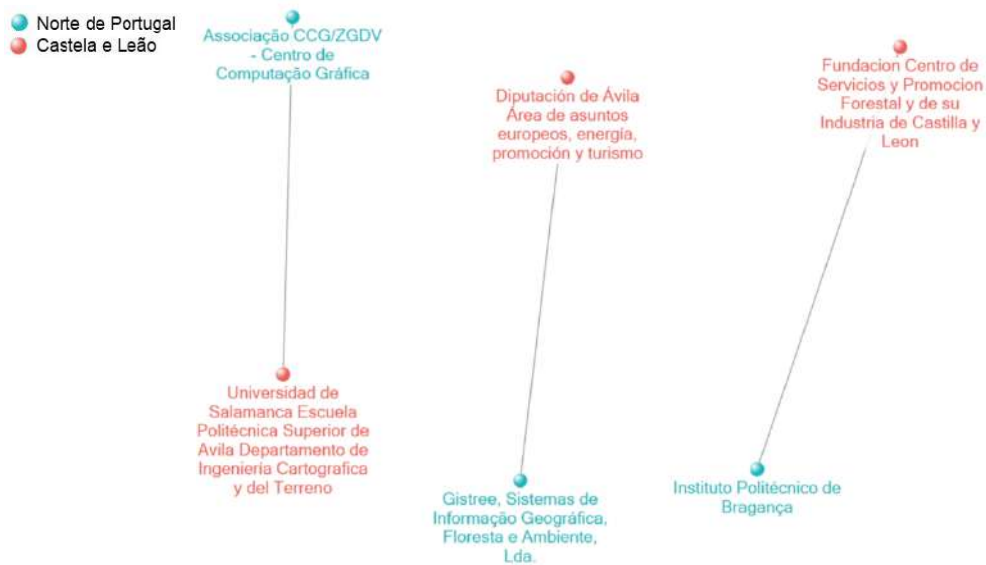 Norte de Portugal
Castela e Leão
Associação CCG/ZGDV
- Centro de
Computação Gráfica
Diputación de Ávila
Área de asuntos
europeos, energía,
promoción y turismo
Fundacion Centro de
Servicios y Promocion
Forestal y de su
Industria de Castilla y
Leon
Universidad de
Salamanca Escuela
Politécnica Superior de
Avila Departamento de
Ingeniería Cartografica
y del Terreno
Gistree, Sistemas de
Informação Geográfica,
Floresta e Ambiente,
Lda.
Instituto Politécnico de
Bragança